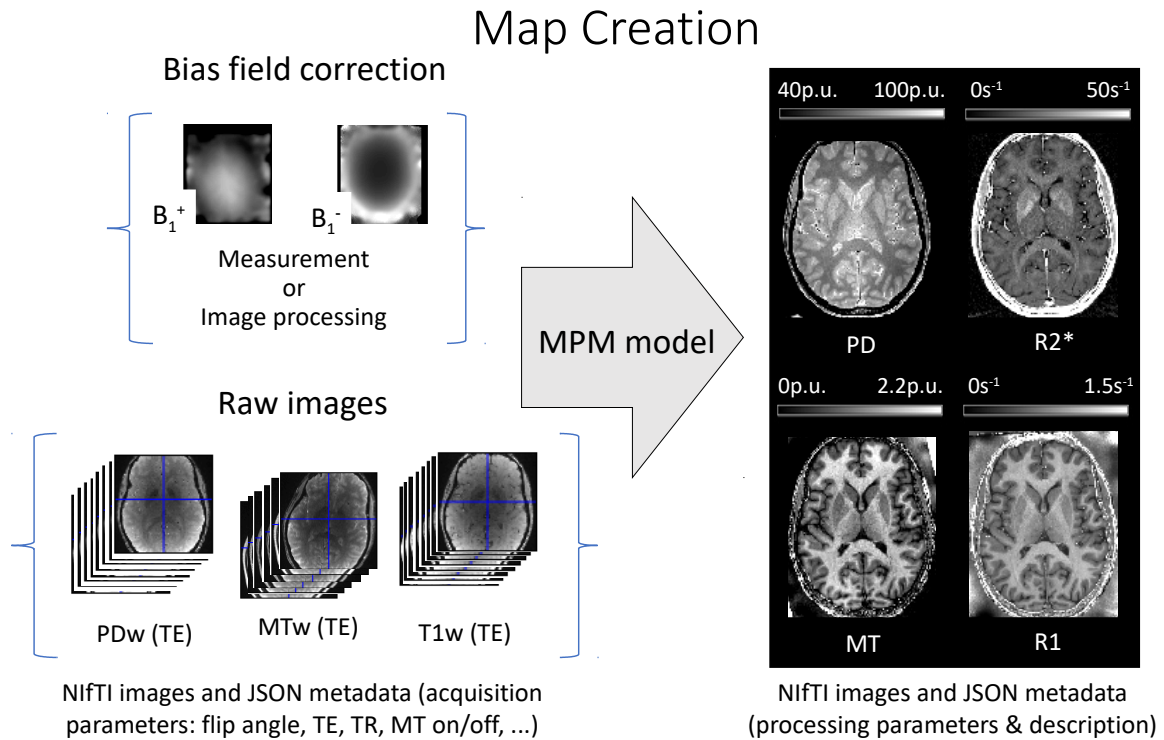 Map Creation
Bias field correction
B₁⁺
B₁⁻
Measurement
or
Image processing
Raw images
PDw (TE)
MTw (TE)
T1w (TE)
NIfTI images and JSON metadata (acquisition
parameters: flip angle, TE, TR, MT on/off, ...)
MPM model
40p.u. 100p.u.
0s⁻¹ 50s⁻¹
PD
R2*
0p.u. 2.2p.u.
0s⁻¹ 1.5s⁻¹
MT
R1
NIfTI images and JSON metadata
(processing parameters & description)